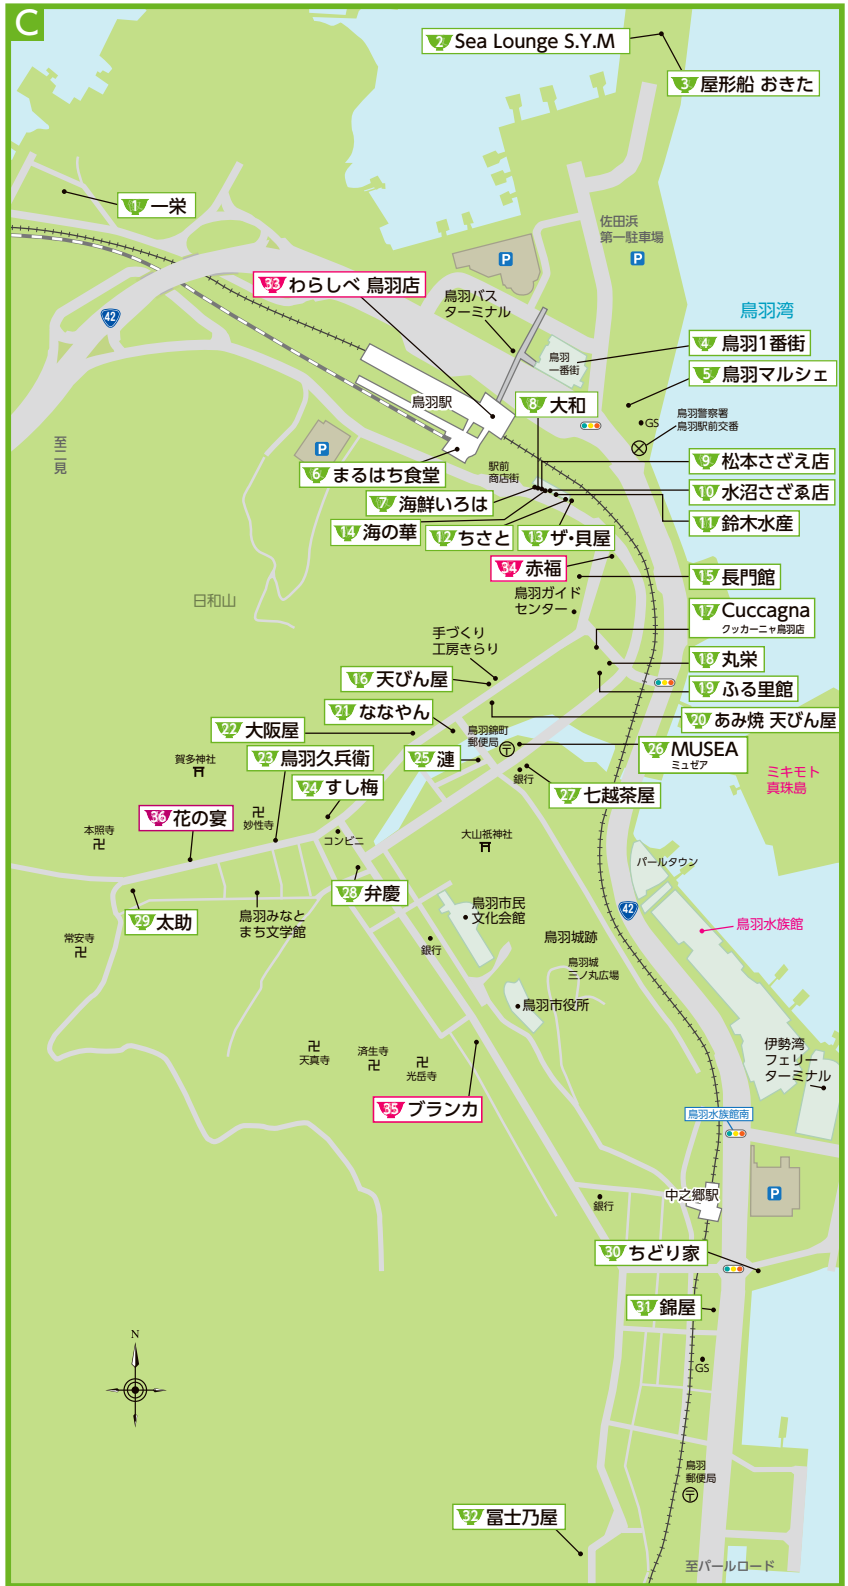 C
2 Sea Lounge S.Y.M
3 屋形船 おきた
1 一栄
佐田浜
第一駐車場
P
P
33 わらしべ 鳥羽店
鳥羽バス
ターミナル
42
鳥羽湾
4 鳥羽1番街
鳥羽
一番街
5 鳥羽マルシェ
鳥羽駅
8 大和
GS
鳥羽警察署
鳥羽駅前交番
至二見
P
6 まるはち食堂
駅前
商店街
9 松本さざえ店
7 海鮮いろは
10 水沼さざゑ店
14 海の華
12 ちさと
13 ザ・貝屋
11 鈴木水産
34 赤福
15 長門館
鳥羽ガイド
センター
日和山
17 Cuccagna
クッカーニャ鳥羽店
手づくり
工房きらり
18 丸栄
16 天びん屋
19 ふる里館
21 ななやん
20 あみ焼 天びん屋
22 大阪屋
鳥羽錦町
郵便局
〒
26 MUSEA
ミュゼア
23 鳥羽久兵衛
25 漣
賀多神社
銀行
ミキモト
真珠島
24 すし梅
27 七越茶屋
36 花の宴
妙性寺
本照寺
コンビニ
大山祇神社
パールタウン
28 弁慶
29 太助
鳥羽みなと
まち文学館
鳥羽市民
文化会館
42
鳥羽水族館
常安寺
銀行
鳥羽城跡
鳥羽城
三ノ丸広場
鳥羽市役所
天真寺
済生寺
光岳寺
伊勢湾
フェリー
ターミナル
35 ブランカ
鳥羽水族館南
中之郷駅
P
銀行
30 ちどり家
31 錦屋
N
GS
鳥羽
郵便局
〒
32 冨士乃屋
至パールロード